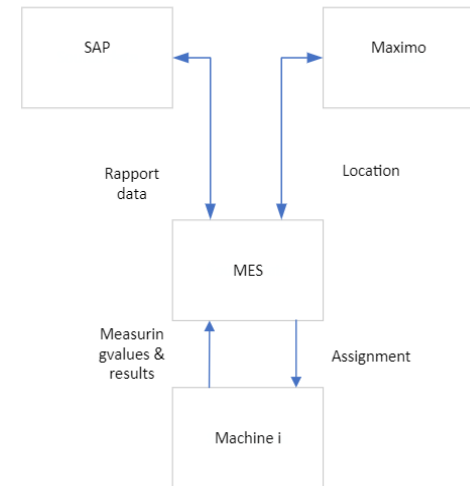 SAP
Maximo
Rapport
data
Location
MES
Measurin
gvalues &
results
Assignment
Machine i